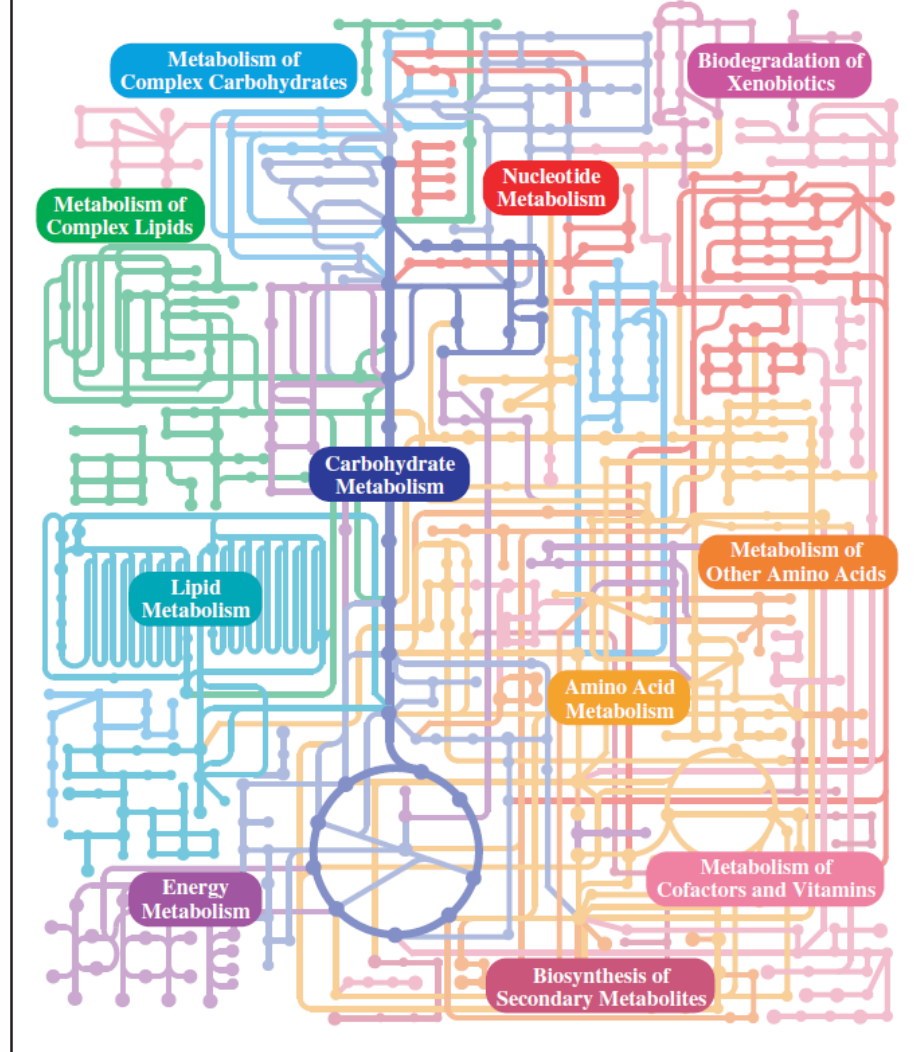 Metabolism of
Complex Carbohydrates
Biodegradation of
Xenobiotics
Nucleotide
Metabolism
Metabolism of
Complex Lipids
Carbohydrate
Metabolism
Lipid
Metabolism
Metabolism of
Other Amino Acids
Amino Acid
Metabolism
Metabolism of
Cofactors and Vitamins
Energy
Metabolism
Biosynthesis of
Secondary Metabolites